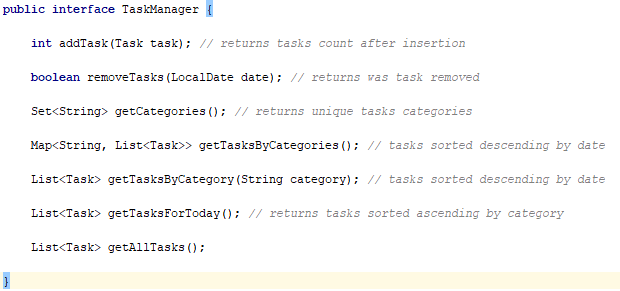 public interface TaskManager {
int addTask(Task task); // returns tasks count after insertion
boolean removeTasks(LocalDate date); // returns was task removed
Set<String> getCategories(); // returns unique tasks categories
Map<String, List<Task>> getTasksByCategories(); // tasks sorted descending by date
List<Task> getTasksByCategory(String category); // tasks sorted descending by date
List<Task> getTasksForToday(); // returns tasks sorted ascending by category
List<Task> getAllTasks();
}